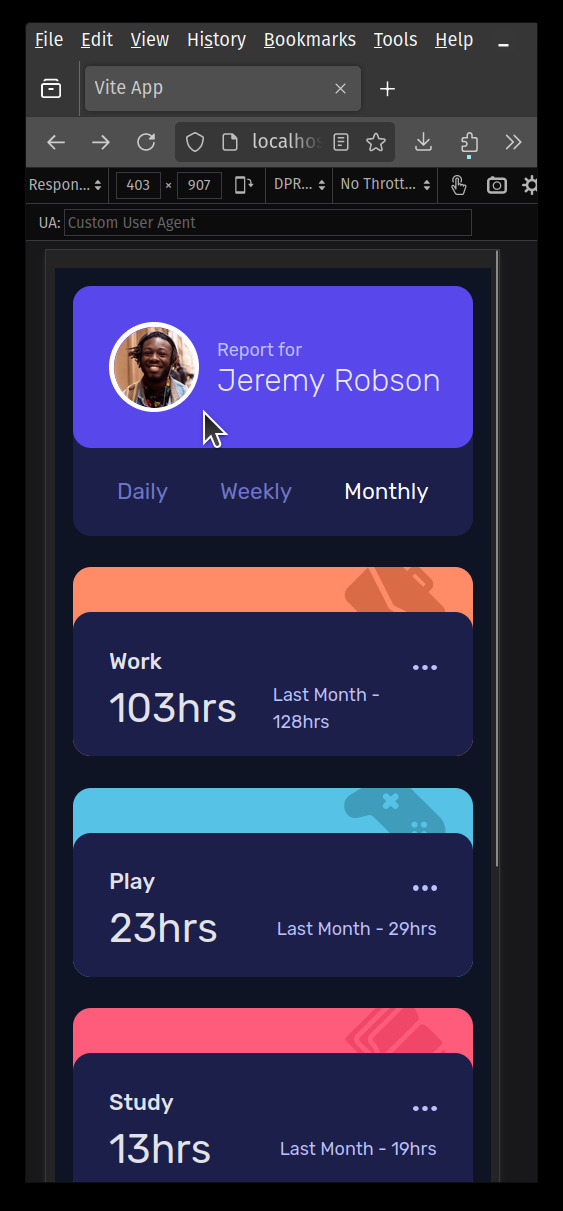 File Edit View History Bookmarks Tools Help
Vite App
localhos
Respon... 403 × 907 DPR... No Thrott...
UA: Custom User Agent
Report for
Jeremy Robson
Daily Weekly Monthly
Work
103hrs
Last Month -
128hrs
Play
23hrs Last Month - 29hrs
Study
13hrs Last Month - 19hrs